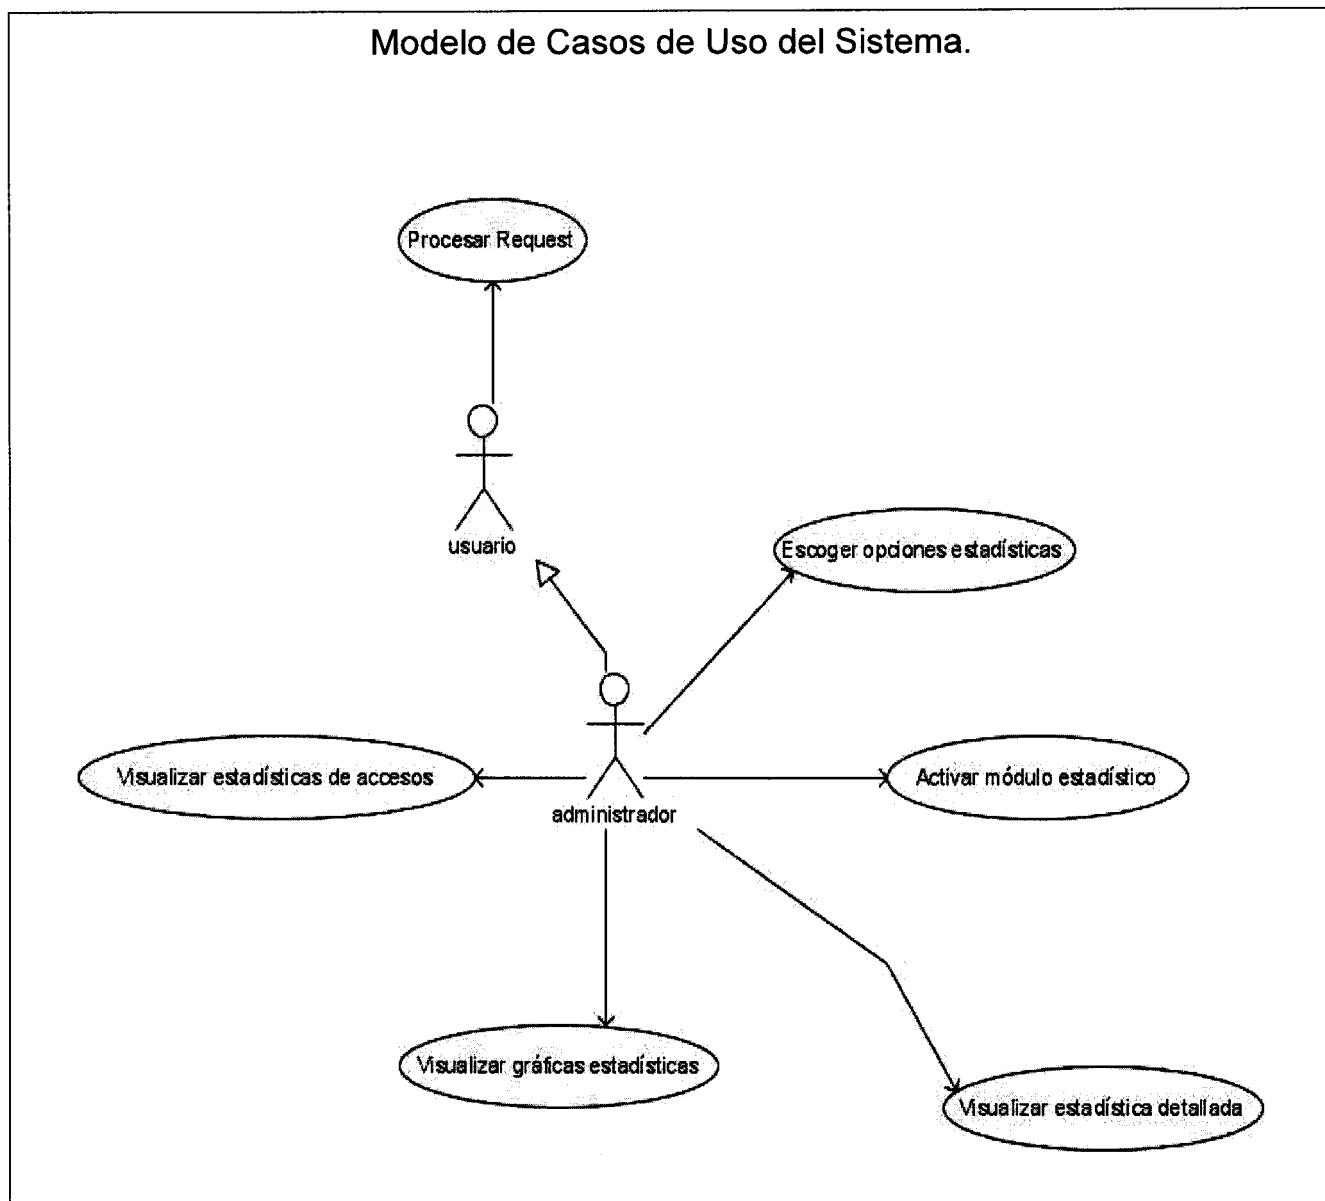 Modelo de Casos de Uso del Sistema.
Procesar Request
usuario
Escoger opciones estadísticas
Visualizar estadísticas de accesos
Activar módulo estadístico
administrador
Visualizar gráficas estadísticas
Visualizar estadística detallada